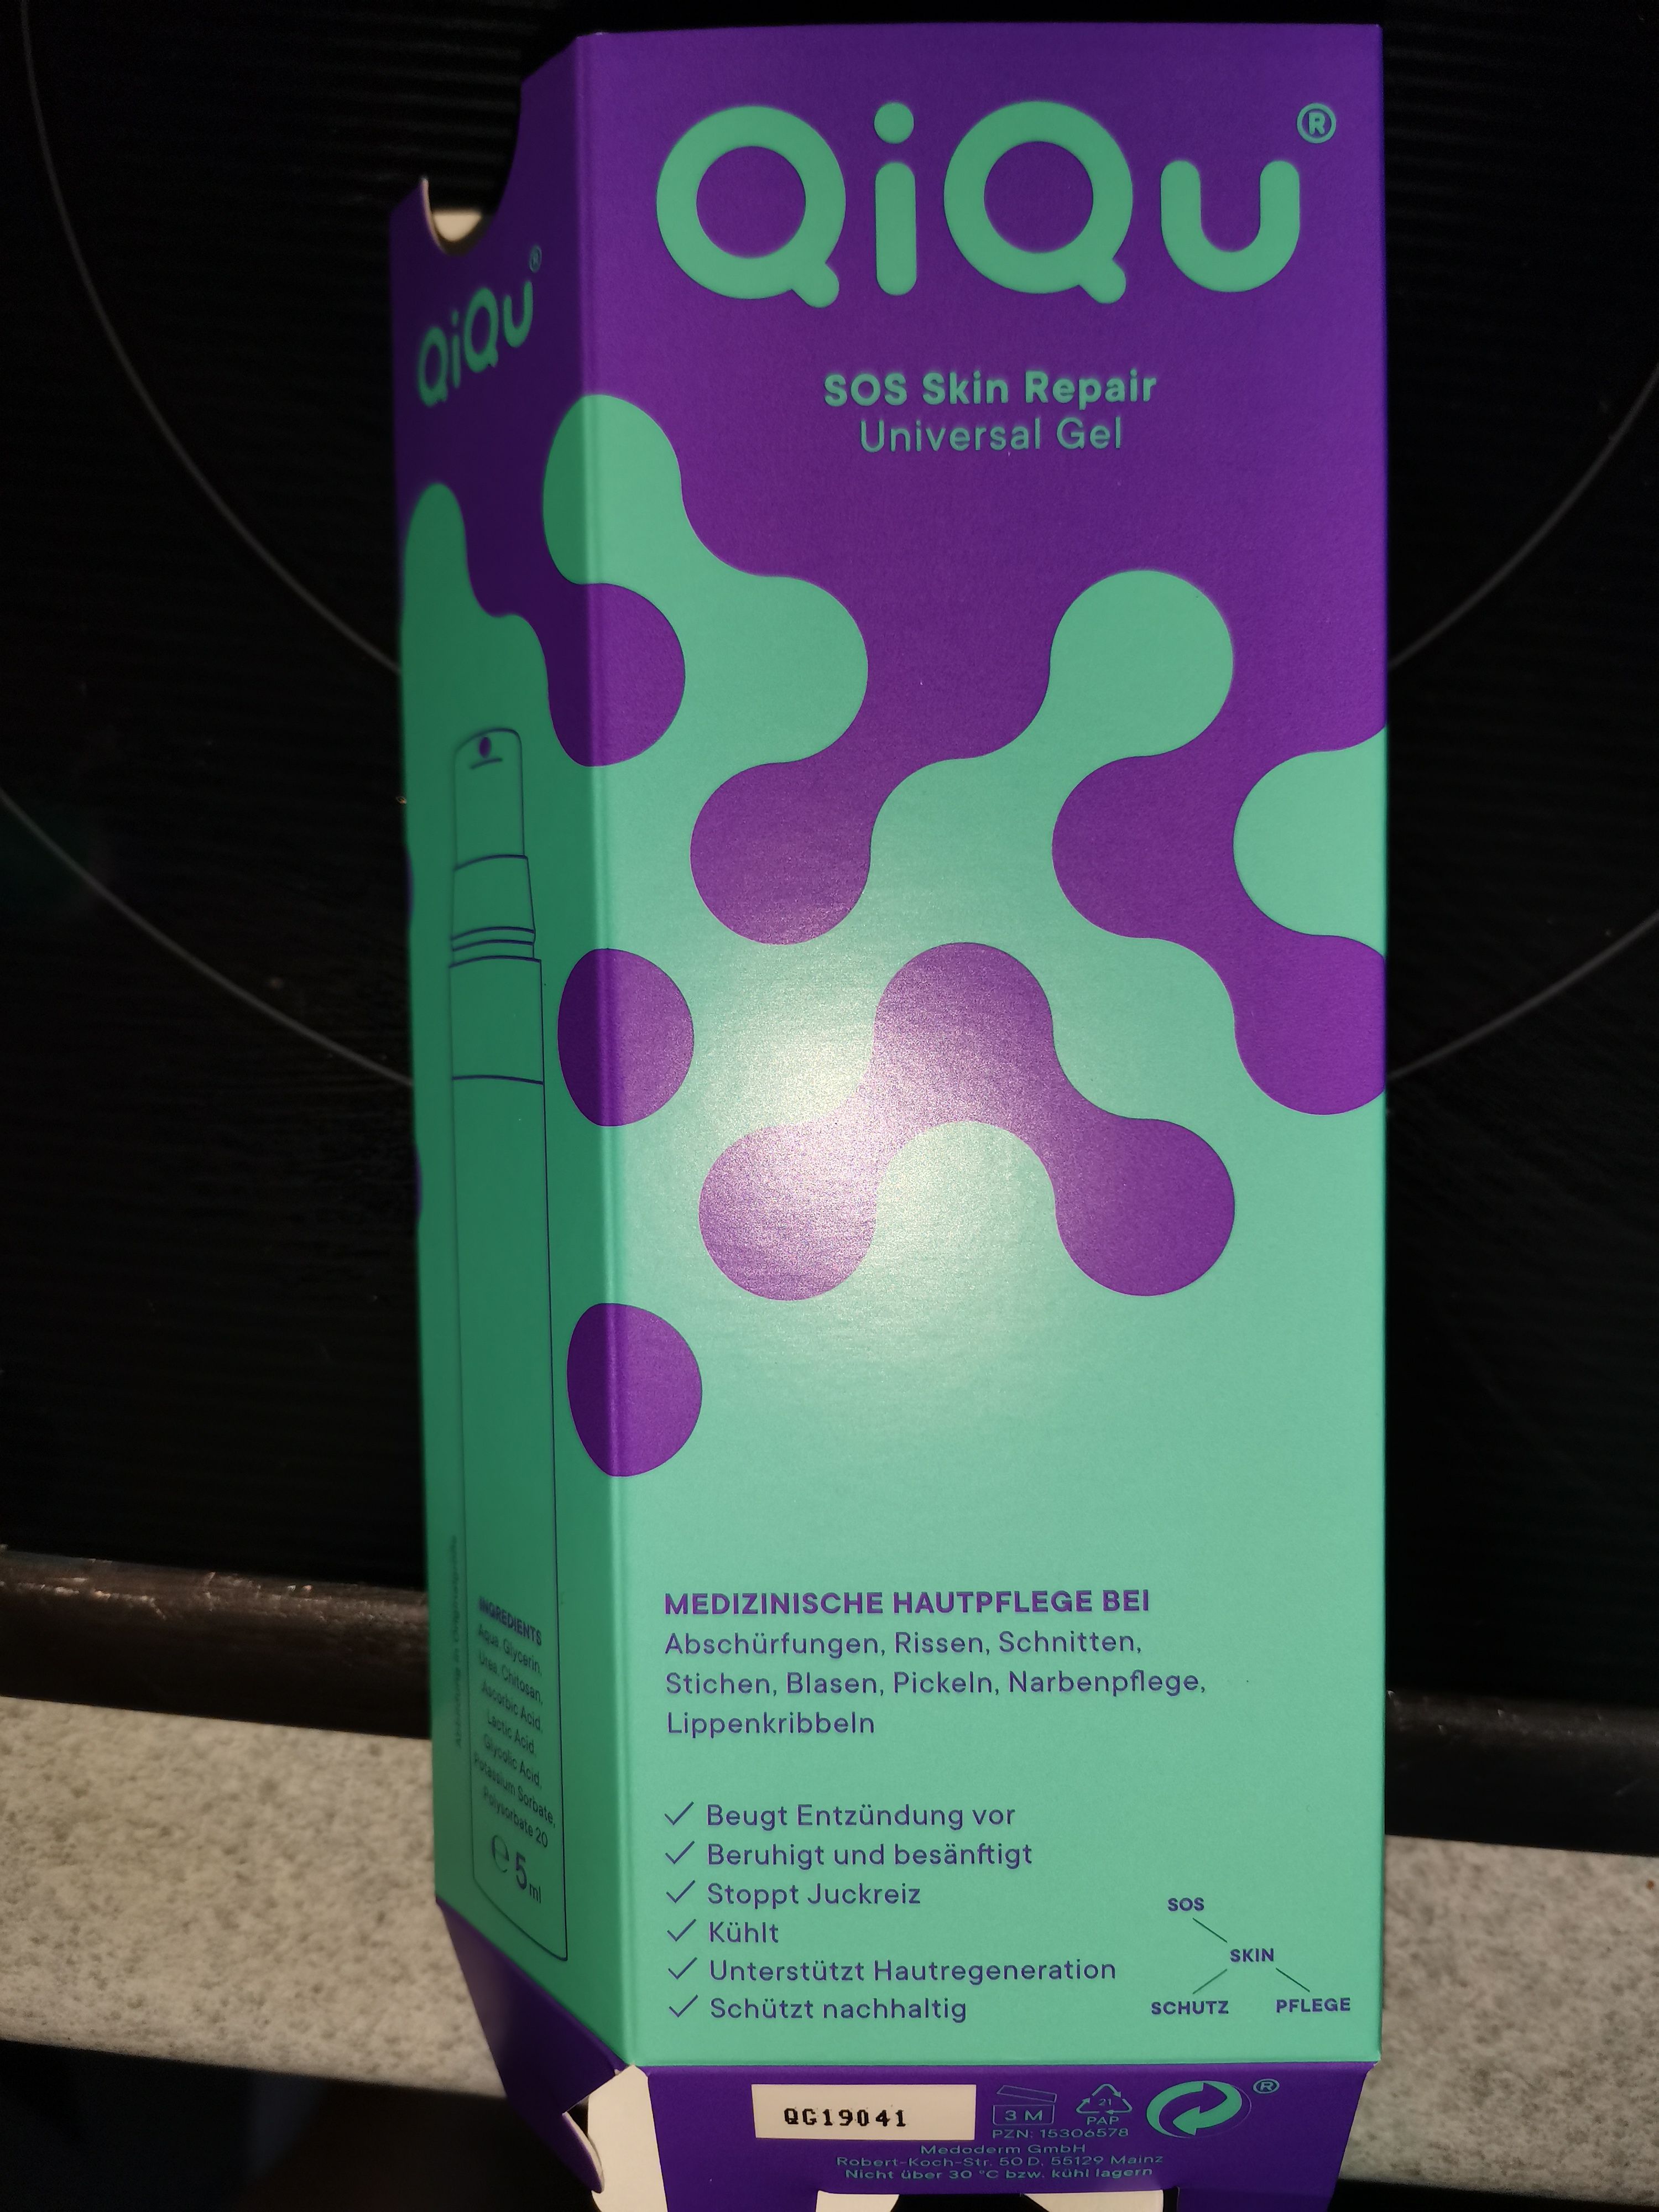 QiQu®
SOS Skin Repair
Universal Gel
MEDIZINISCHE HAUTPFLEGE BEI
Abschürfungen, Rissen, Schnitten,
Stichen, Blasen, Pickeln, Narbenpflege,
Lippenkribbeln
✓ Beugt Entzündung vor
✓ Beruhigt und besänftigt
✓ Stoppt Juckreiz
✓ Kühlt
✓ Unterstützt Hautregeneration
✓ Schützt nachhaltig
SOS
SKIN
SCHUTZ PFLEGE
QG19041
3 M
21
PAP
®
PZN: 15306578
Medoderm GmbH
Robert-Koch-Str. 50 D, 55129 Mainz
Nicht über 30 °C bzw. kühl lagern
QiQu®
INGREDIENTS
Aqua, Glycerin,
Urea, Chitosan,
Ascorbic Acid,
Lactic Acid,
Glycolic Acid,
Potassium Sorbate,
Polysorbate 20
℮ 5 ml